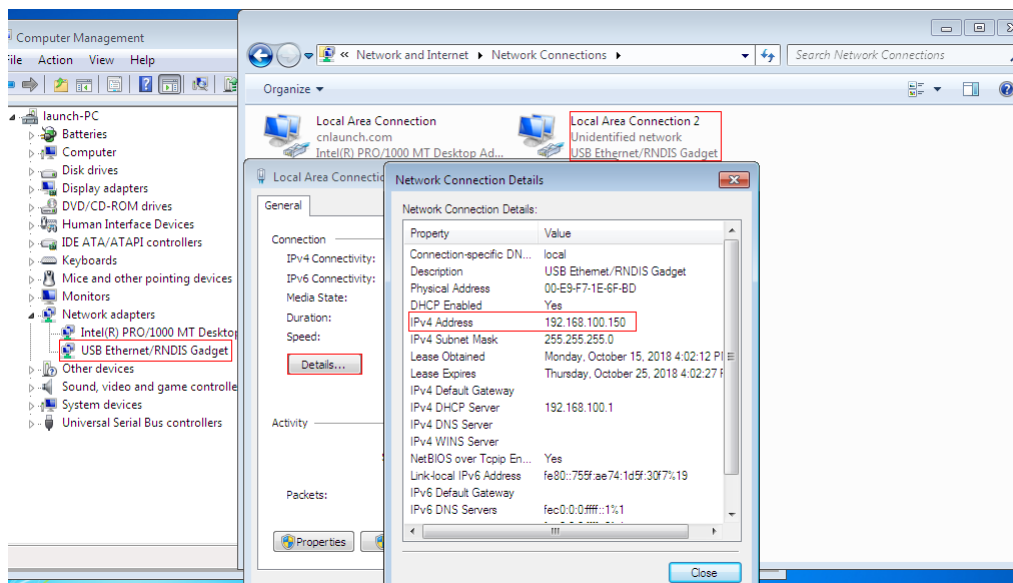 Computer Management
File Action View Help
launch-PC
Batteries
Computer
Disk drives
Display adapters
DVD/CD-ROM drives
Human Interface Devices
IDE ATA/ATAPI controllers
Keyboards
Mice and other pointing devices
Monitors
Network adapters
Intel(R) PRO/1000 MT Desktop
USB Ethernet/RNDIS Gadget
Other devices
Sound, video and game controlle
System devices
Universal Serial Bus controllers
« Network and Internet Network Connections
Search Network Connections
Organize
Local Area Connection
cnlaunch.com
Intel(R) PRO/1000 MT Desktop Ad...
Local Area Connection 2
Unidentified network
USB Ethernet/RNDIS Gadget
Local Area Connectio
General
Connection
IPv4 Connectivity:
IPv6 Connectivity:
Media State:
Duration:
Speed:
Details...
Activity
Packets:
Properties
Network Connection Details
Network Connection Details:
Property Value
Connection-specific DN... local
Description USB Ethernet/RNDIS Gadget
Physical Address 00-E9-F7-1E-6F-BD
DHCP Enabled Yes
IPv4 Address 192.168.100.150
IPv4 Subnet Mask 255.255.255.0
Lease Obtained Monday, October 15, 2018 4:02:12 P
Lease Expires Thursday, October 25, 2018 4:02:27 P
IPv4 Default Gateway
IPv4 DHCP Server 192.168.100.1
IPv4 DNS Server
IPv4 WINS Server
NetBIOS over Tcpip En... Yes
Link-local IPv6 Address fe80::755f:ae74:1d5f:30f7%19
IPv6 Default Gateway
IPv6 DNS Servers fec0:0:0:ffff::1%1
Close